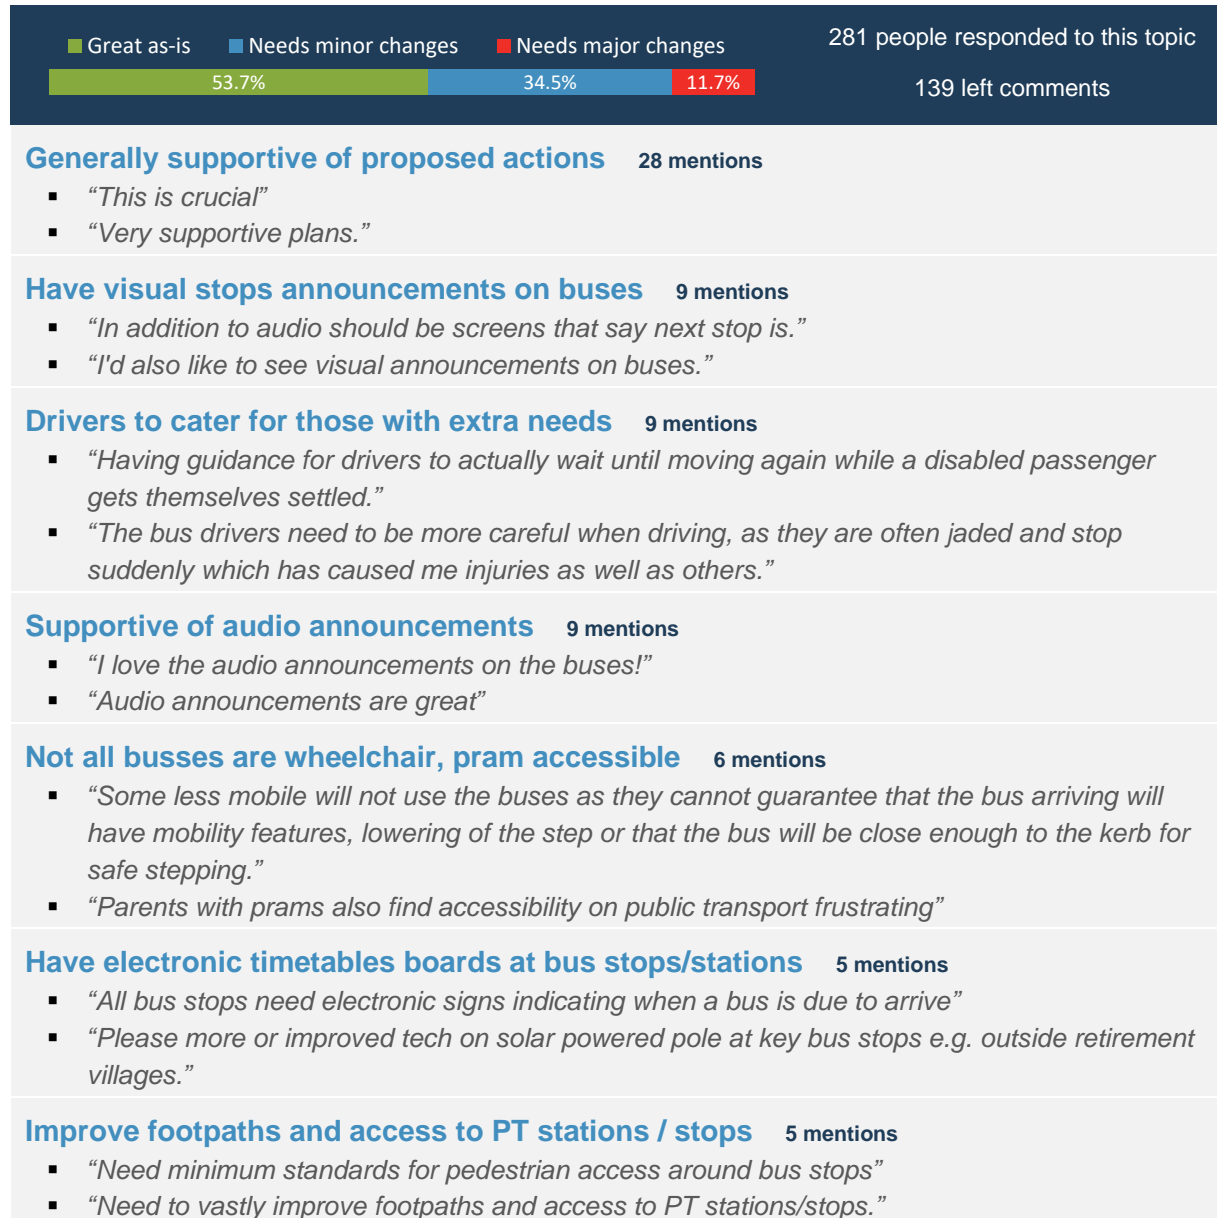 Great as-is Needs minor changes Needs major changes
281 people responded to this topic
53.7% 34.5% 11.7%
139 left comments
Generally supportive of proposed actions 28 mentions
▪ “This is crucial”
▪ “Very supportive plans.”
Have visual stops announcements on buses 9 mentions
▪ “In addition to audio should be screens that say next stop is.”
▪ “I'd also like to see visual announcements on buses.”
Drivers to cater for those with extra needs 9 mentions
▪ “Having guidance for drivers to actually wait until moving again while a disabled passenger
gets themselves settled.”
▪ “The bus drivers need to be more careful when driving, as they are often jaded and stop
suddenly which has caused me injuries as well as others.”
Supportive of audio announcements 9 mentions
▪ “I love the audio announcements on the buses!”
▪ “Audio announcements are great”
Not all busses are wheelchair, pram accessible 6 mentions
▪ “Some less mobile will not use the buses as they cannot guarantee that the bus arriving will
have mobility features, lowering of the step or that the bus will be close enough to the kerb for
safe stepping.”
▪ “Parents with prams also find accessibility on public transport frustrating”
Have electronic timetables boards at bus stops/stations 5 mentions
▪ “All bus stops need electronic signs indicating when a bus is due to arrive”
▪ “Please more or improved tech on solar powered pole at key bus stops e.g. outside retirement
villages.”
Improve footpaths and access to PT stations / stops 5 mentions
▪ “Need minimum standards for pedestrian access around bus stops”
▪ “Need to vastly improve footpaths and access to PT stations/stops.”